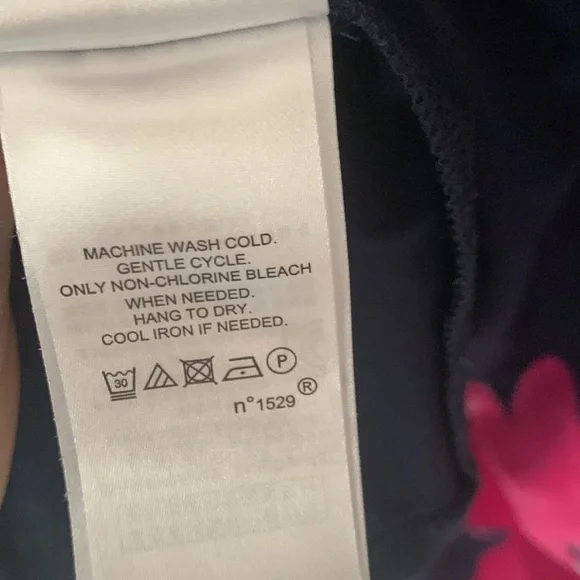 MACHINE WASH COLD.
GENTLE CYCLE.
ONLY NON-CHLORINE BLEACH
WHEN NEEDED.
HANG TO DRY.
COOL IRON IF NEEDED.
30 P
n°1529 ®